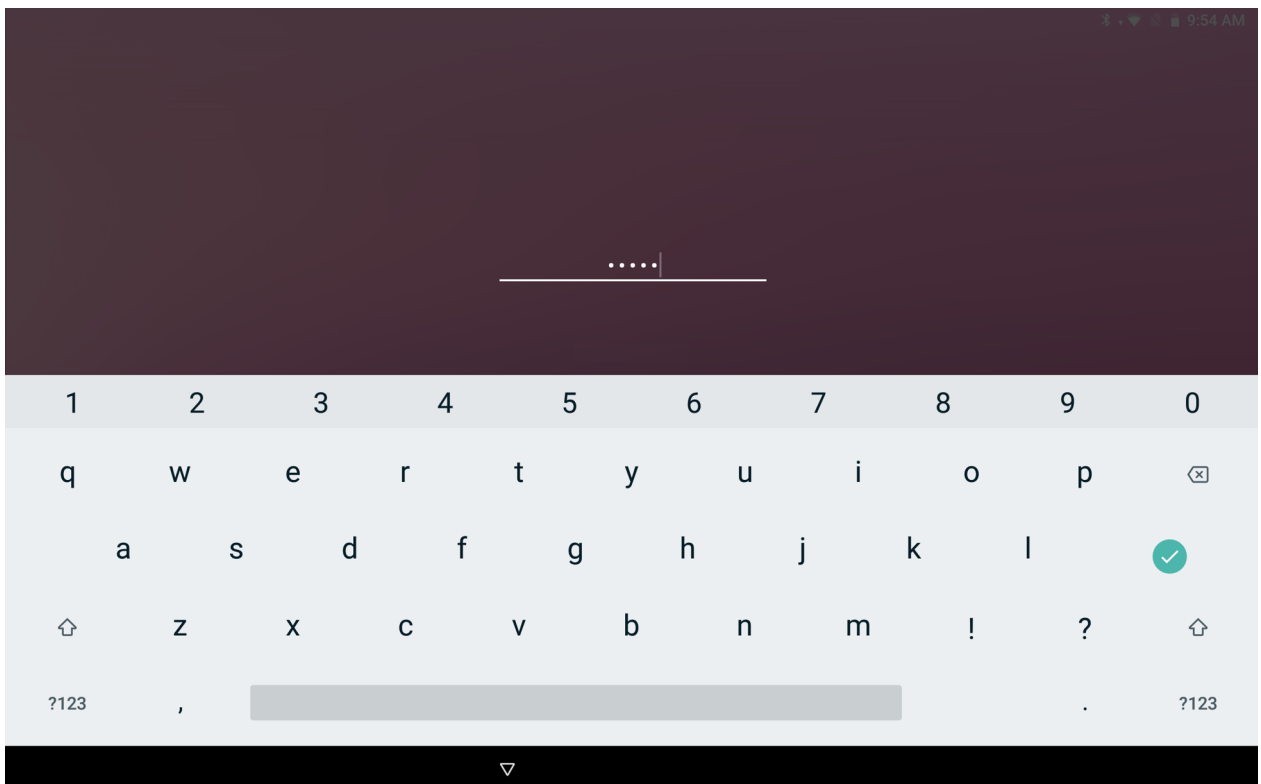 9:54 AM
•••••
1 2 3 4 5 6 7 8 9 0
q w e r t y u i o p
a s d f g h j k l
z x c v b n m ! ?
?123 , . ?123